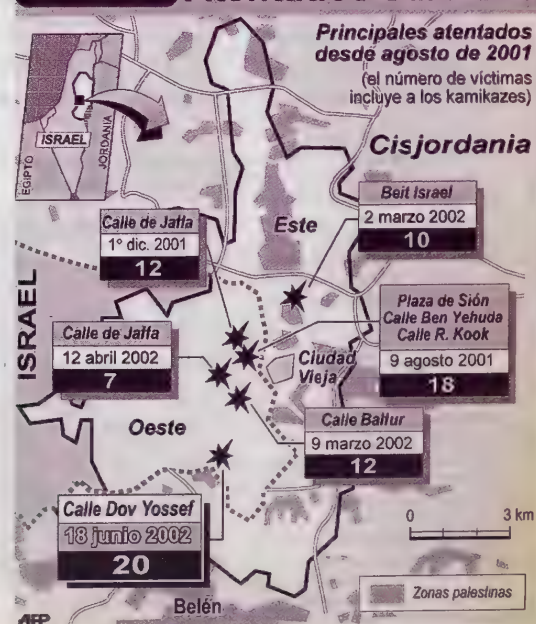 Principales atentados
desde agosto de 2001
(el número de víctimas
incluye a los kamikazes)
Cisjordania
ISRAEL
EGIPTO
JORDANIA
Beit Israel
2 marzo 2002
10
Este
Calle de Jaffa
1º dic. 2001
12
ISRAEL
Plaza de Sión
Calle Ben Yehuda
Calle R. Kook
9 agosto 2001
18
Calle de Jaffa
12 abril 2002
7
Ciudad
Vieja
Oeste
Calle Balfur
9 marzo 2002
12
Calle Dov Yossef
18 junio 2002
20
0 3 km
Zonas palestinas
Belén
AFP